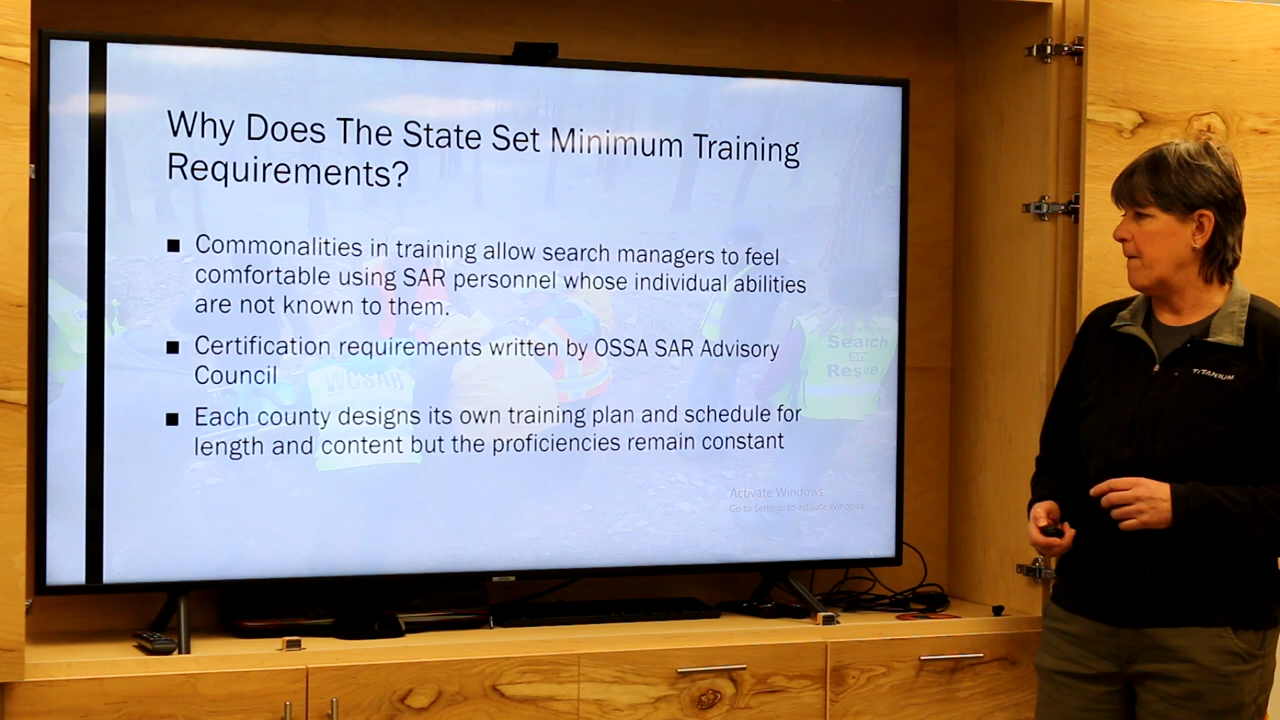 Why Does The State Set Minimum Training
Requirements?
■ Commonalities in training allow search managers to feel
comfortable using SAR personnel whose individual abilities
are not known to them.
■ Certification requirements written by OSSA SAR Advisory
Council
■ Each county designs its own training plan and schedule for
length and content but the proficiencies remain constant
WCSAR
Search
Rescue
Activate Windows
Go to Settings to activate Windows.
TITANIUM